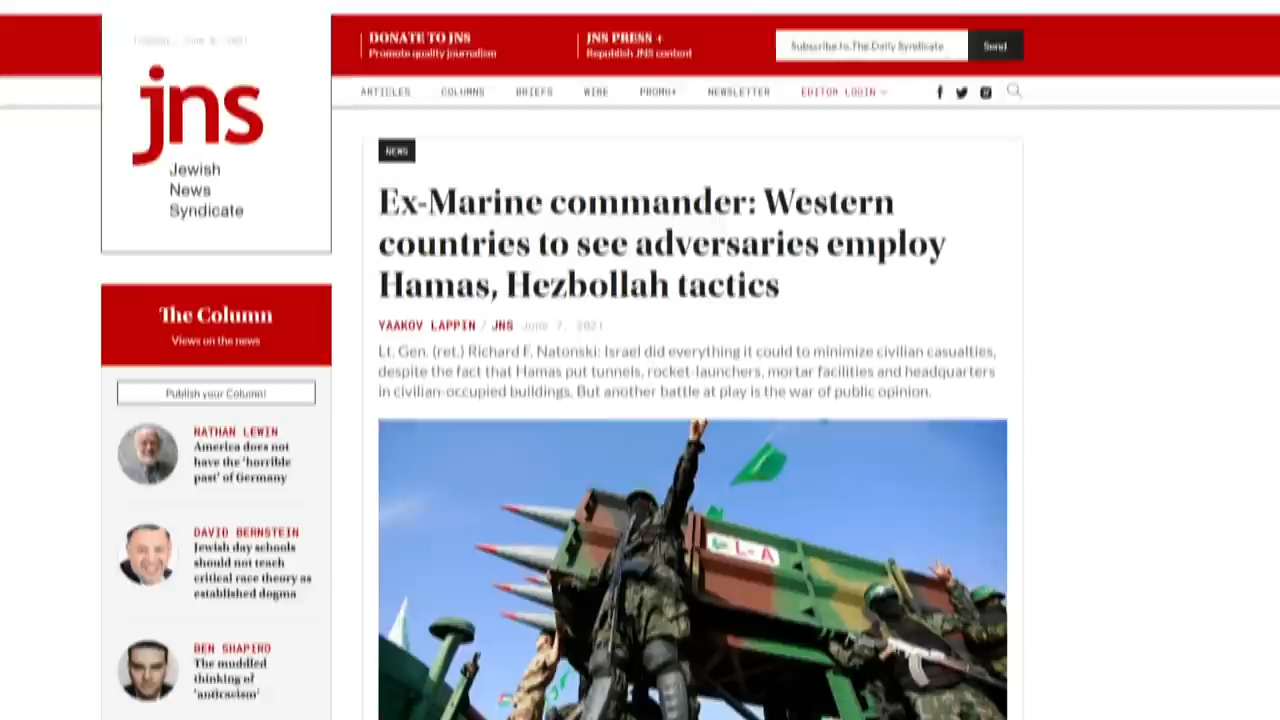 DONATE TO JNS
Promote quality journalism
JNS PRESS +
Republish JNS content
Subscribe to The Daily Syndicate
Send
jns
Jewish
News
Syndicate
ARTICLES
COLUMNS
BRIEFS
WIRE
PROMO+
NEWSLETTER
EDITOR LOGIN
NEWS
Ex-Marine commander: Western
countries to see adversaries employ
Hamas, Hezbollah tactics
YAAKOV LAPPIN / JNS June 7, 2021
Lt. Gen. (ret.) Richard F. Natonski: Israel did everything it could to minimize civilian casualties,
despite the fact that Hamas put tunnels, rocket-launchers, mortar facilities and headquarters
in civilian-occupied buildings. But another battle at play is the war of public opinion.
L-A
The Column
Views on the news
Publish your Column!
NATHAN LEWIN
America does not
have the 'horrible
past' of Germany
DAVID BERNSTEIN
Jewish day schools
should not teach
critical race theory as
established dogma
BEN SHAPIRO
The muddled
thinking of
'antiracism'